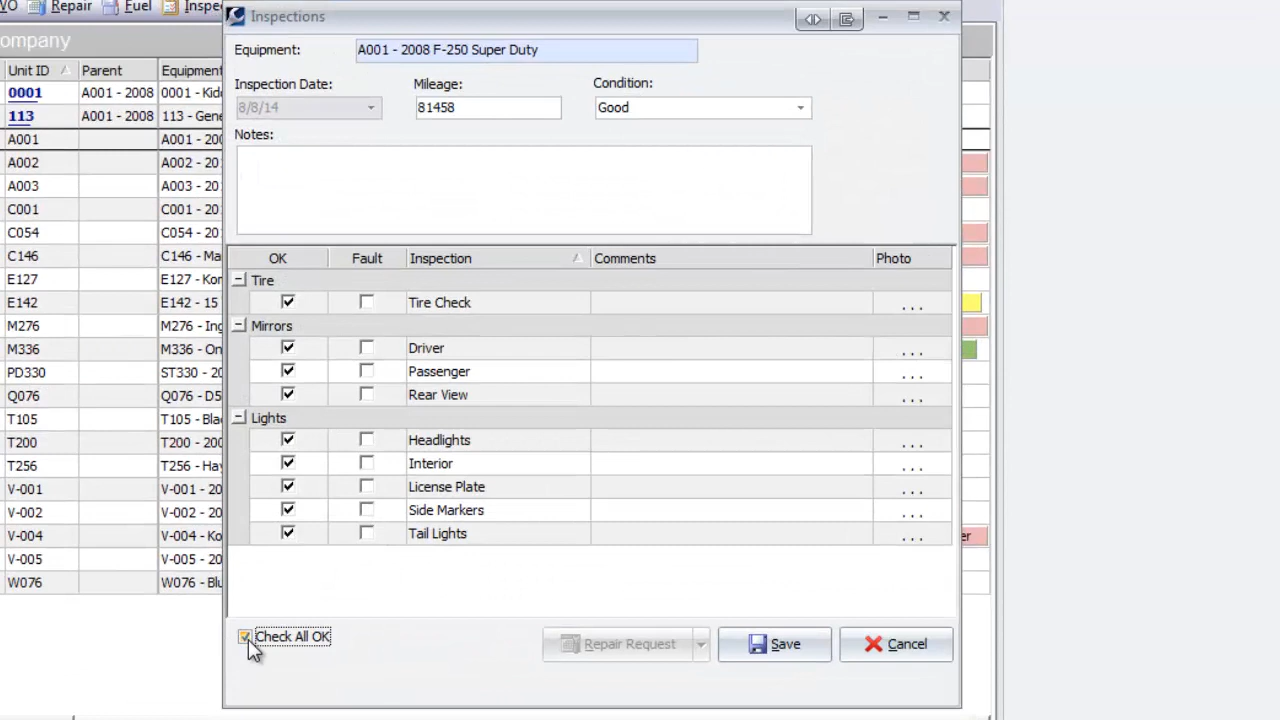 WO Repair Fuel Inspe
ompany
Unit ID Parent Equipment
0001 A001 - 2008 0001 - Kid
113 A001 - 2008 113 - Gene
A001 A001 - 200
A002 A002 - 20
A003 A003 - 20
C001 C001 - 201
C054 C054 - 20
C146 C146 - Ma
E127 E127 - Kor
E142 E142 - 15
M276 M276 - Ing
M336 M336 - On
PD330 ST330 - 20
Q076 Q076 - D5
T105 T105 - Bla
T200 T200 - 200
T256 T256 - Hay
V-001 V-001 - 20
V-002 V-002 - 20
V-004 V-004 - Ko
V-005 V-005 - 20
W076 W076 - Blu
er
Inspections
Equipment: A001 - 2008 F-250 Super Duty
Inspection Date: Mileage: Condition:
8/8/14 81458 Good
Notes:
OK Fault Inspection Comments Photo
Tire
Tire Check ...
Mirrors
Driver ...
Passenger ...
Rear View ...
Lights
Headlights ...
Interior ...
License Plate ...
Side Markers ...
Tail Lights ...
Check All OK Repair Request Save Cancel